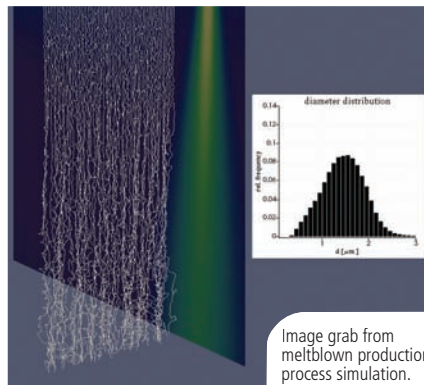 diameter distribution
0.14
0.12
0.1
0.08
0.06
0.04
0.02
0
rel. frequency
1
2
3
d [μm]
Image grab from
meltblown production
process simulation.